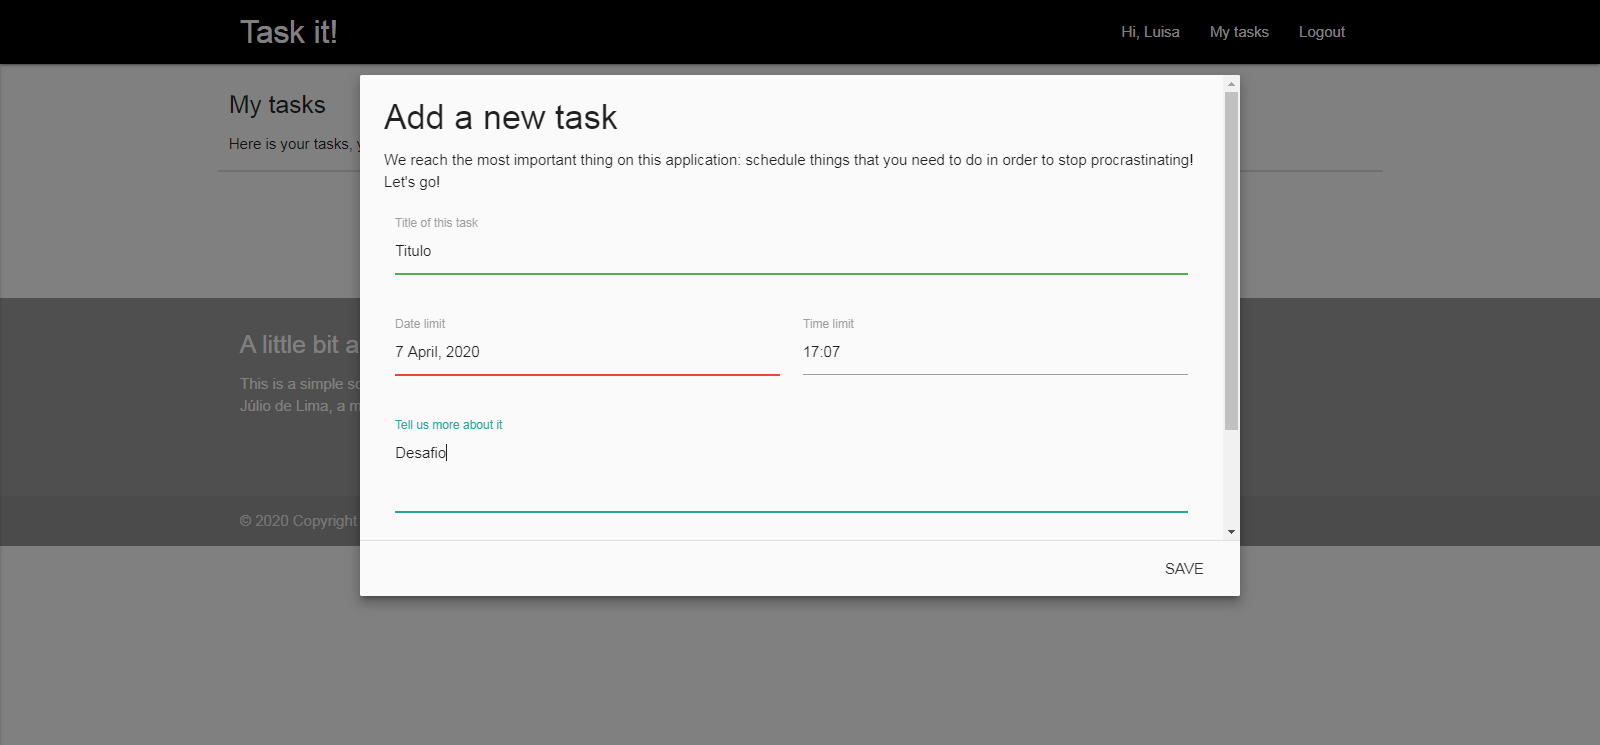 Task it!
Hi, Luisa
My tasks
Logout
My tasks
Here is your tasks,
Add a new task
We reach the most important thing on this application: schedule things that you need to do in order to stop procrastinating!
Let's go!
Title of this task
Titulo
Date limit
Time limit
7 April, 2020
17:07
Tell us more about it
Desafio
SAVE
A little bit a
This is a simple
Júlio de Lima, a
© 2020 Copyright